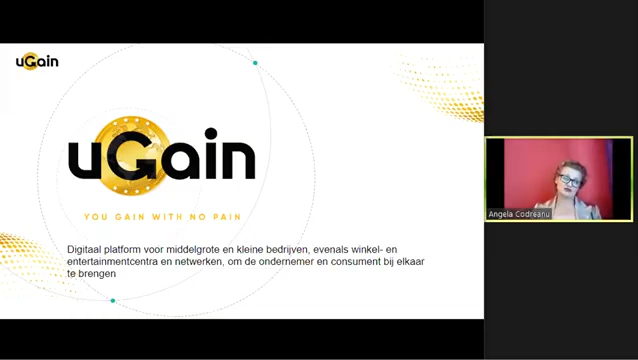 uGain
uGain
YOU GAIN WITH NO PAIN
Digitaal platform voor middelgrote en kleine bedrijven, evenals winkel- en
entertainmentcentra en netwerken, om de ondernemer en consument bij elkaar
te brengen
Angela Codreanu